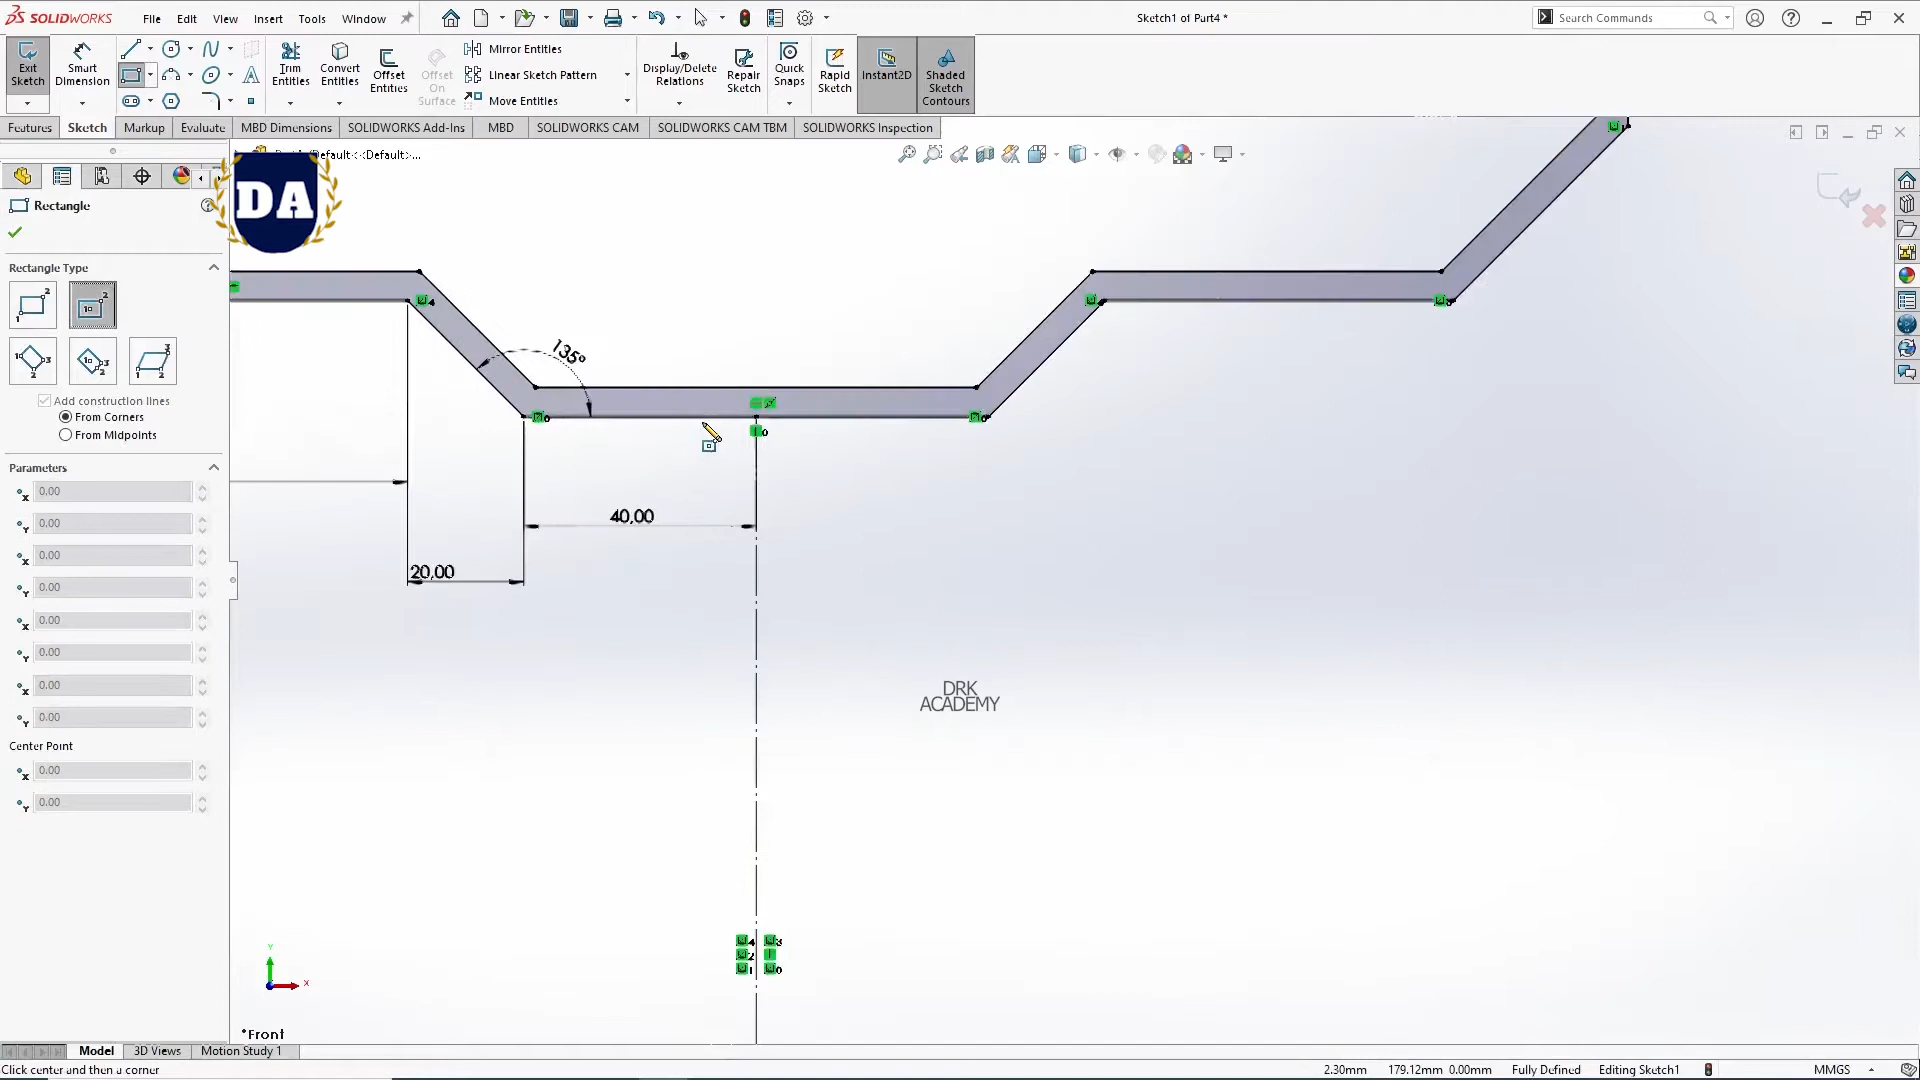 SOLIDWORKS
File
Edit
View
Insert
Tools
Window
Sketch1 of Part4 *
Search Commands
Exit Sketch
Smart Dimension
Trim Entities
Convert Entities
Offset Entities
Offset On Surface
Mirror Entities
Linear Sketch Pattern
Move Entities
Display/Delete Relations
Repair Sketch
Quick Snaps
Rapid Sketch
Instant2D
Shaded Sketch Contours
Features
Sketch
Markup
Evaluate
MBD Dimensions
SOLIDWORKS Add-Ins
MBD
SOLIDWORKS CAM
SOLIDWORKS CAM TBM
SOLIDWORKS Inspection
DA
Rectangle
Rectangle Type
Add construction lines
From Corners
From Midpoints
Parameters
0.00
0.00
0.00
0.00
0.00
0.00
0.00
0.00
Center Point
0.00
0.00
135°
40,00
20,00
DRK
ACADEMY
Y
X
*Front
Model
3D Views
Motion Study 1
Click center and then a corner
2.30mm
179.12mm 0.00mm
Fully Defined
Editing Sketch1
MMGS